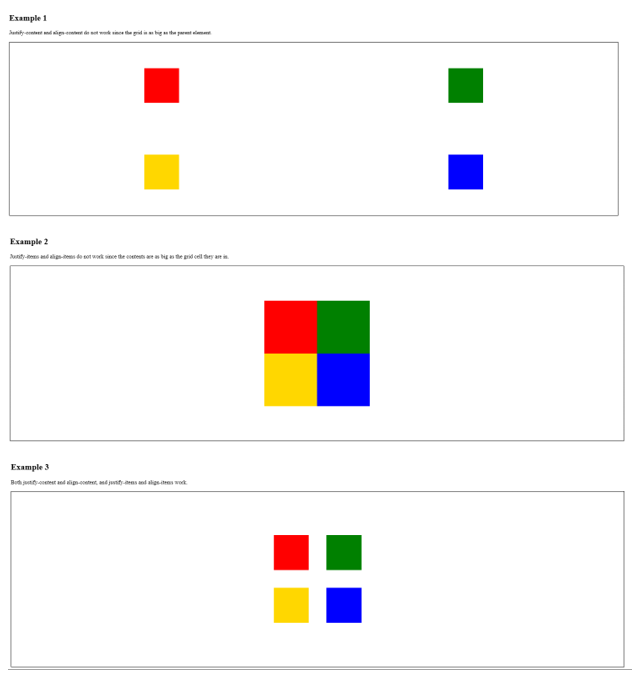 Example 1
Justify-content and align-content do not work since the grid is as big as the parent element.
Example 2
Justify-items and align-items do not work since the contents are as big as the grid cell they are in.
Example 3
Both justify-content and align-content, and justify-items and align-items work.